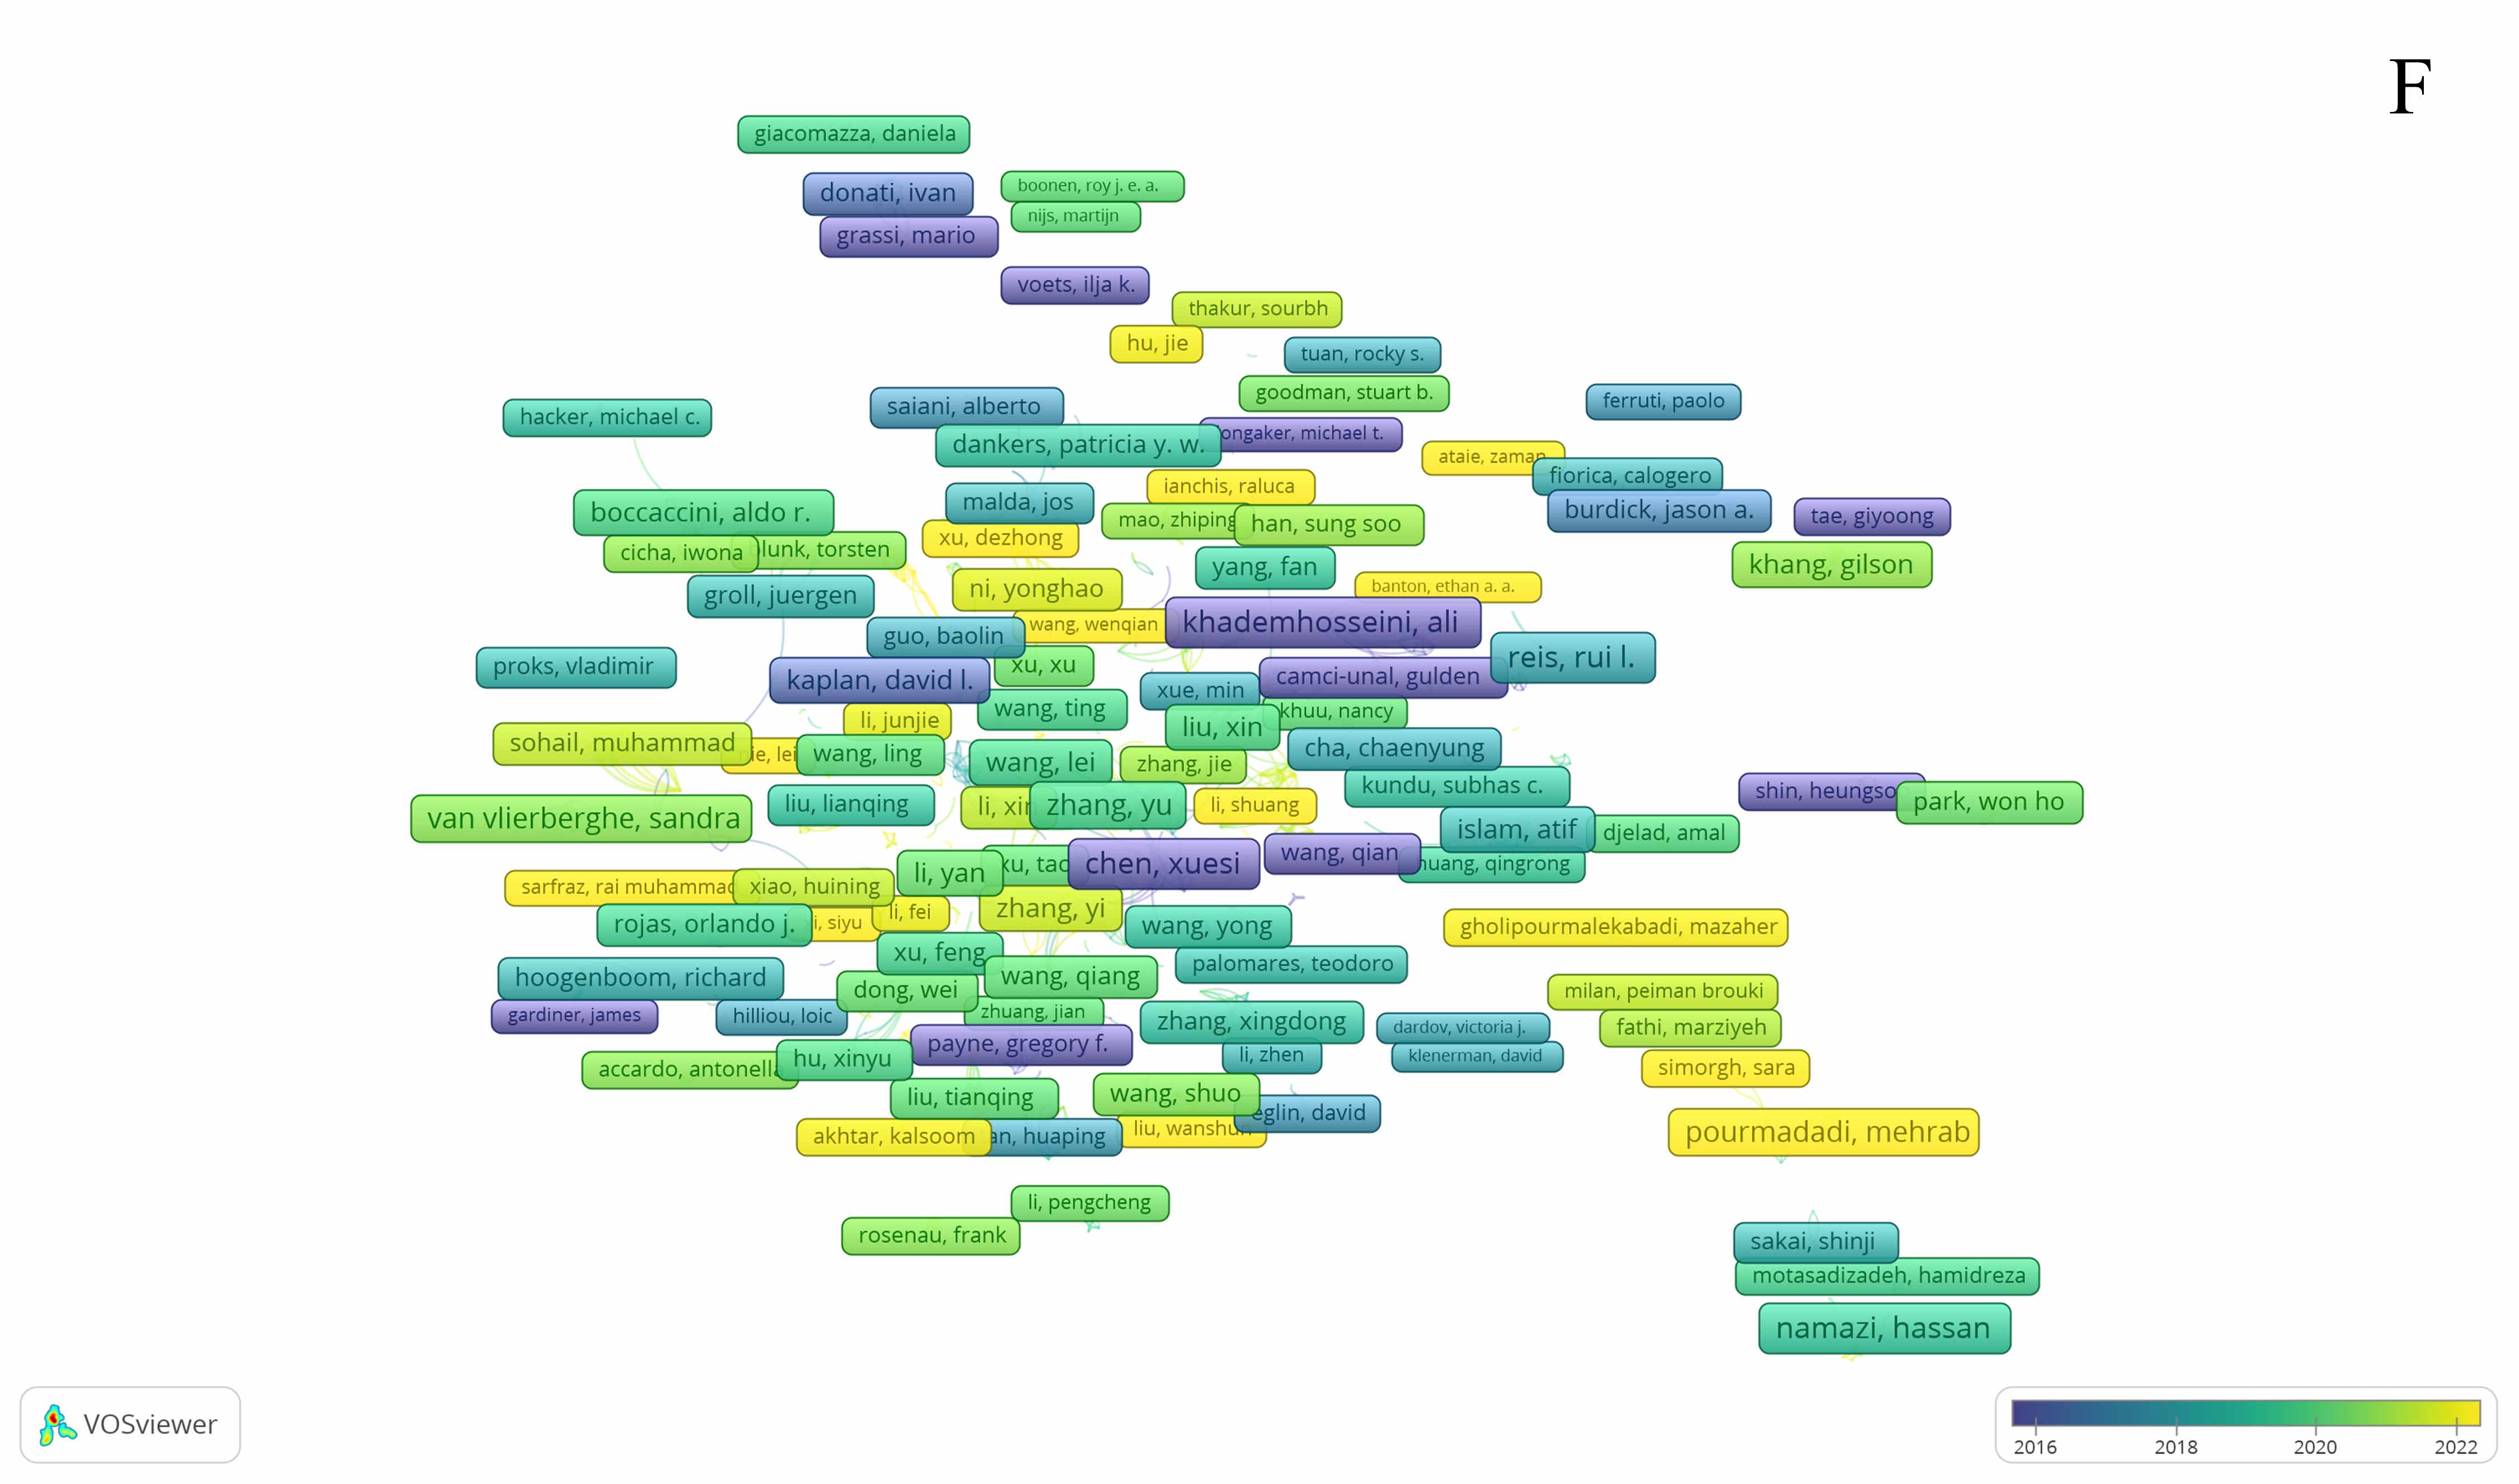 F
giacomazza, daniela
donati, ivan
boonen, roy j. e. a.
nijs, martijn
grassi, mario
voets, ilja k.
thakur, sourbh
hu, jie
tuan, rocky s.
goodman, stuart b.
ferruti, paolo
hacker, michael c.
saiani, alberto
dankers, patricia y. w.
ongaker, michael t.
ataie, zaman
fiorica, calogero
ianchis, raluca
malda, jos
burdick, jason a.
tae, giyoong
boccaccini, aldo r.
mao, zhiping
han, sung soo
xu, dezhong
cicha, iwona
blunk, torsten
yang, fan
khang, gilson
groll, juergen
ni, yonghao
banton, ethan a. a.
wang, wenqian
khademhosseini, ali
guo, baolin
reis, rui l.
proks, vladimir
xu, xu
kaplan, david l.
camci-unal, gulden
xue, min
wang, ting
khuu, nancy
li, junjie
liu, xin
sohail, muhammad
nie, lei
wang, ling
wang, lei
zhang, jie
cha, chaenyung
kundu, subhas c.
shin, heungso
park, won ho
liu, lianqing
li, xin
zhang, yu
li, shuang
van vlierberghe, sandra
islam, atif
djelad, amal
wang, qian
huang, qingrong
li, yan
xu, tao
chen, xuesi
sarfraz, rai muhammad
xiao, huining
rojas, orlando j.
i, siyu
li, fei
zhang, yi
wang, yong
gholipourmalekabadi, mazaher
xu, feng
palomares, teodoro
hoogenboom, richard
wang, qiang
dong, wei
milan, peiman brouki
gardiner, james
hilliou, loic
zhuang, jian
zhang, xingdong
dardov, victoria j.
fathi, marziyeh
payne, gregory f.
li, zhen
klenerman, david
accardo, antonella
hu, xinyu
simorgh, sara
liu, tianqing
wang, shuo
eglin, david
akhtar, kalsoom
an, huaping
liu, wanshun
pourmadadi, mehrab
li, pengcheng
rosenau, frank
sakai, shinji
motasadizadeh, hamidreza
namazi, hassan
VOSviewer
2016 2018 2020 2022